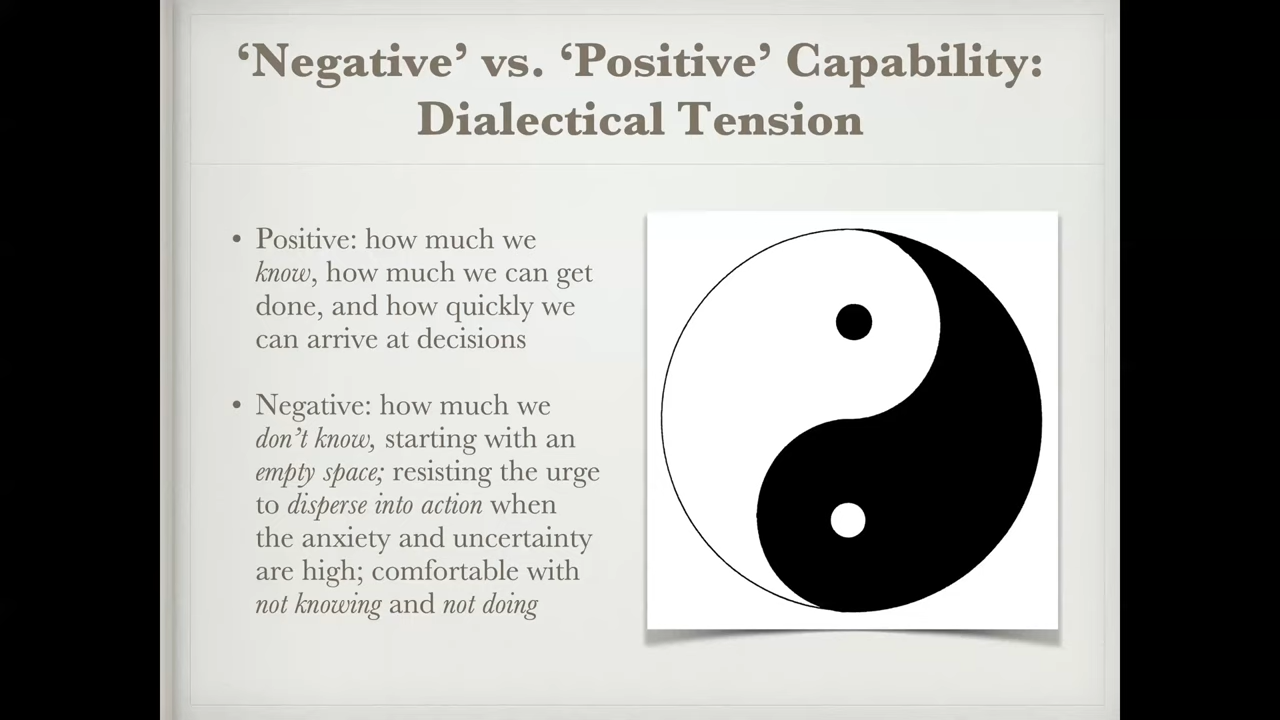 ‘Negative’ vs. ‘Positive’ Capability:
Dialectical Tension
• Positive: how much we
know, how much we can get
done, and how quickly we
can arrive at decisions
• Negative: how much we
don’t know, starting with an
empty space; resisting the urge
to disperse into action when
the anxiety and uncertainty
are high; comfortable with
not knowing and not doing